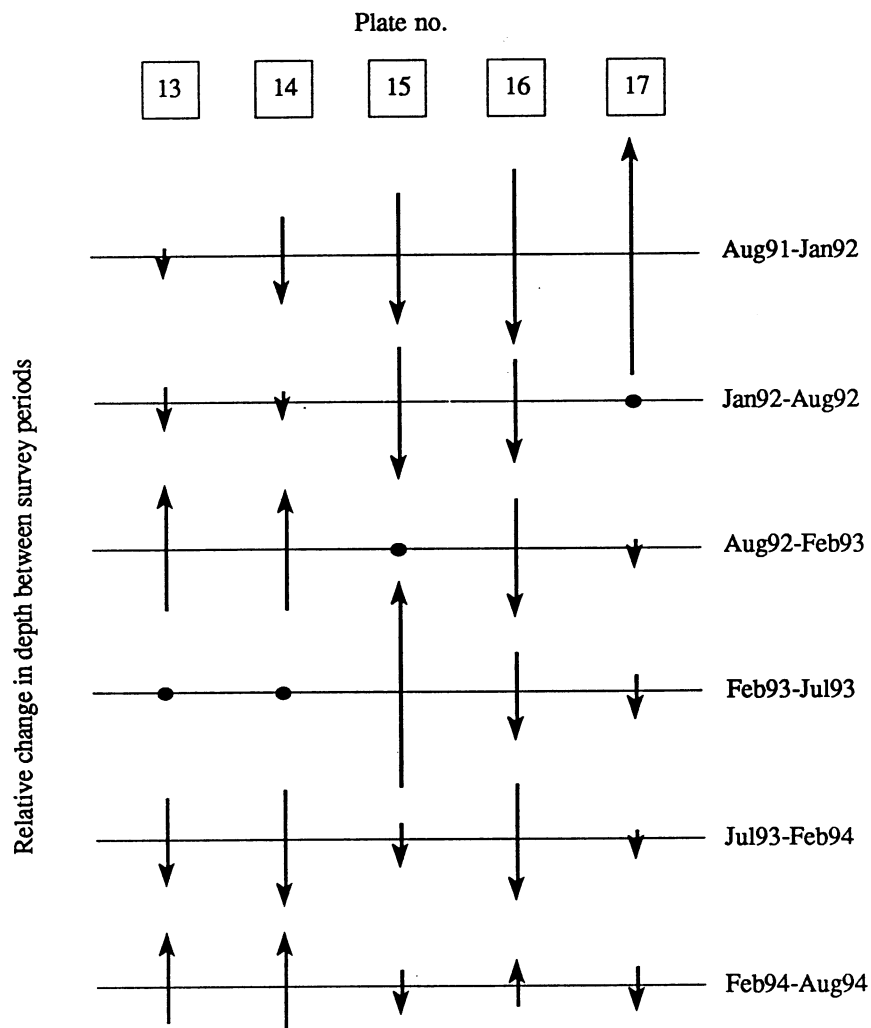 Plate no.
13 14 15 16 17
Aug91-Jan92
Jan92-Aug92
Aug92-Feb93
Feb93-Jul93
Jul93-Feb94
Feb94-Aug94
Relative change in depth between survey periods